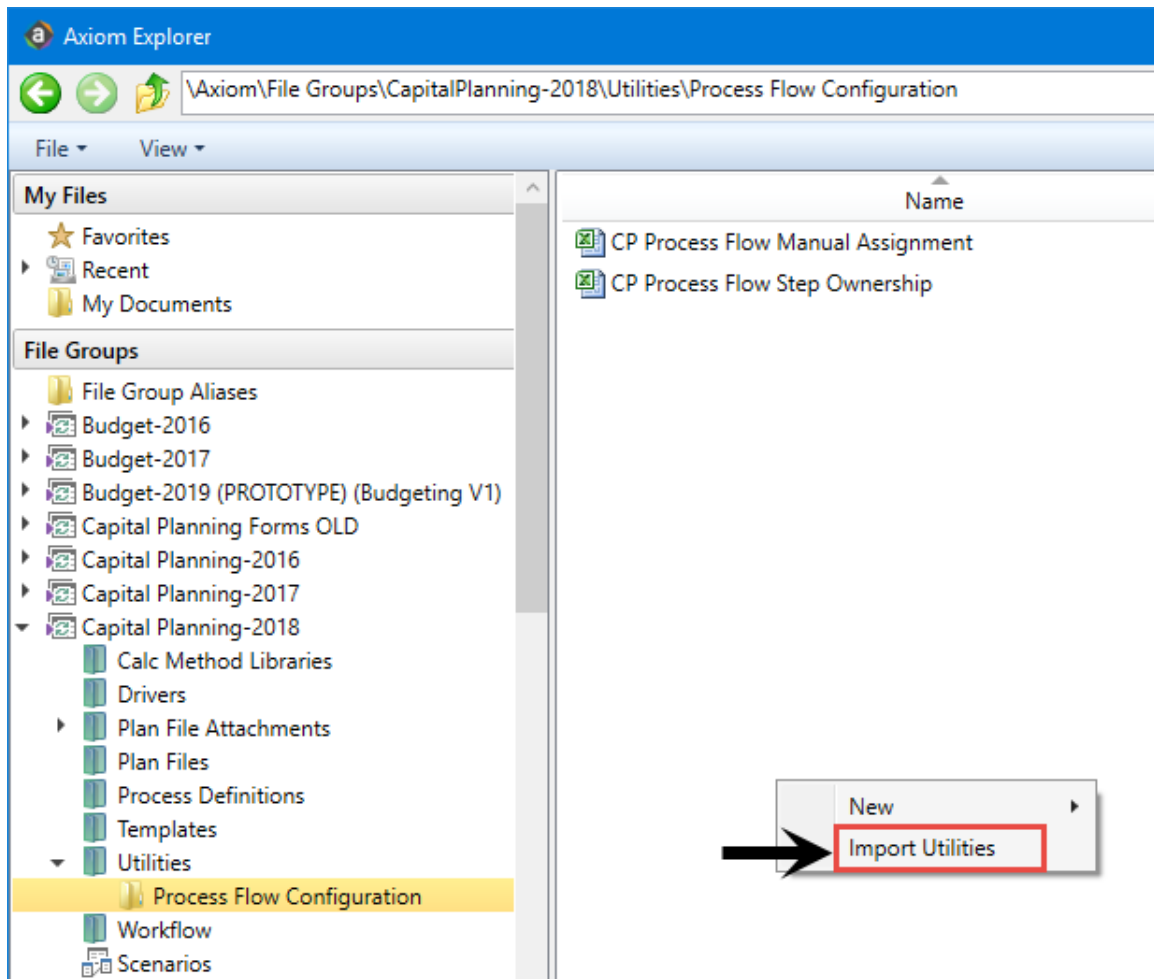 Axiom Explorer
\Axiom\File Groups\CapitalPlanning-2018\Utilities\Process Flow Configuration
File View
My Files
Favorites
Recent
My Documents
File Groups
File Group Aliases
Budget-2016
Budget-2017
Budget-2019 (PROTOTYPE) (Budgeting V1)
Capital Planning Forms OLD
Capital Planning-2016
Capital Planning-2017
Capital Planning-2018
Calc Method Libraries
Drivers
Plan File Attachments
Plan Files
Process Definitions
Templates
Utilities
Process Flow Configuration
Workflow
Scenarios
Name
CP Process Flow Manual Assignment
CP Process Flow Step Ownership
New
Import Utilities